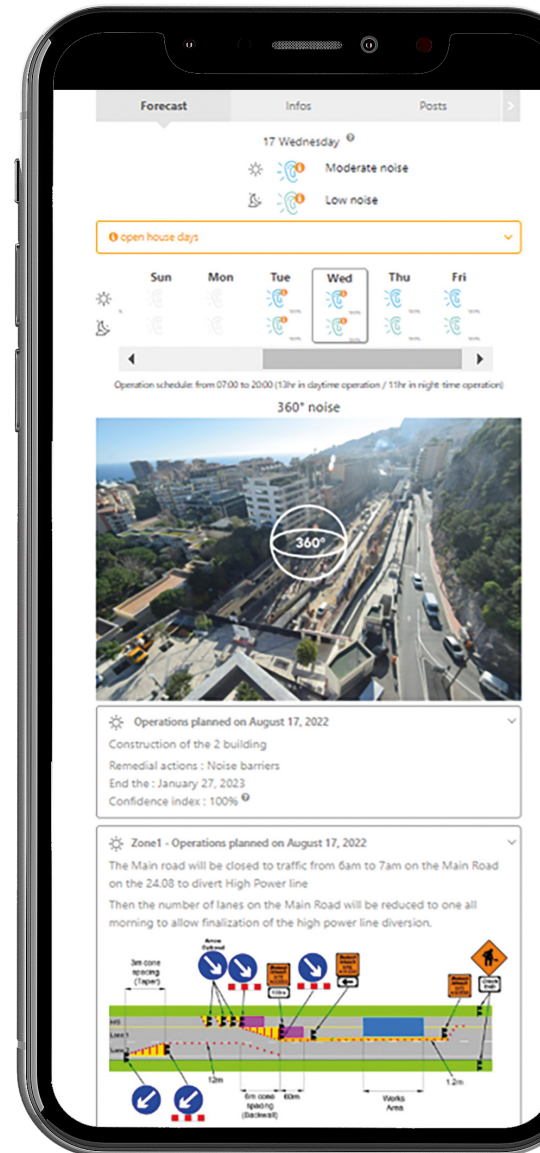 Forecast Infos Posts
17 Wednesday
Moderate noise
Low noise
open house days
Sun Mon Tue Wed Thu Fri
Operation schedule: from 07:00 to 20:00 (13hr in daytime operation / 11hr in night-time operation)
360° noise
360°
Operations planned on August 17, 2022
Construction of the 2 building
Remedial actions : Noise barriers
End the : January 27, 2023
Confidence index : 100%
Zone1 - Operations planned on August 17, 2022
The Main road will be closed to traffic from 6am to 7am on the Main Road
on the 24.08 to divert High Power line
Then the number of lanes on the Main Road will be reduced to one all
morning to allow finalization of the high power line diversion.
3m cone
spacing
(Taper)
Arrow
Optional
Lane 1
12m
6m cone
spacing
(Backwall)
60m
Works
Area
1.2m